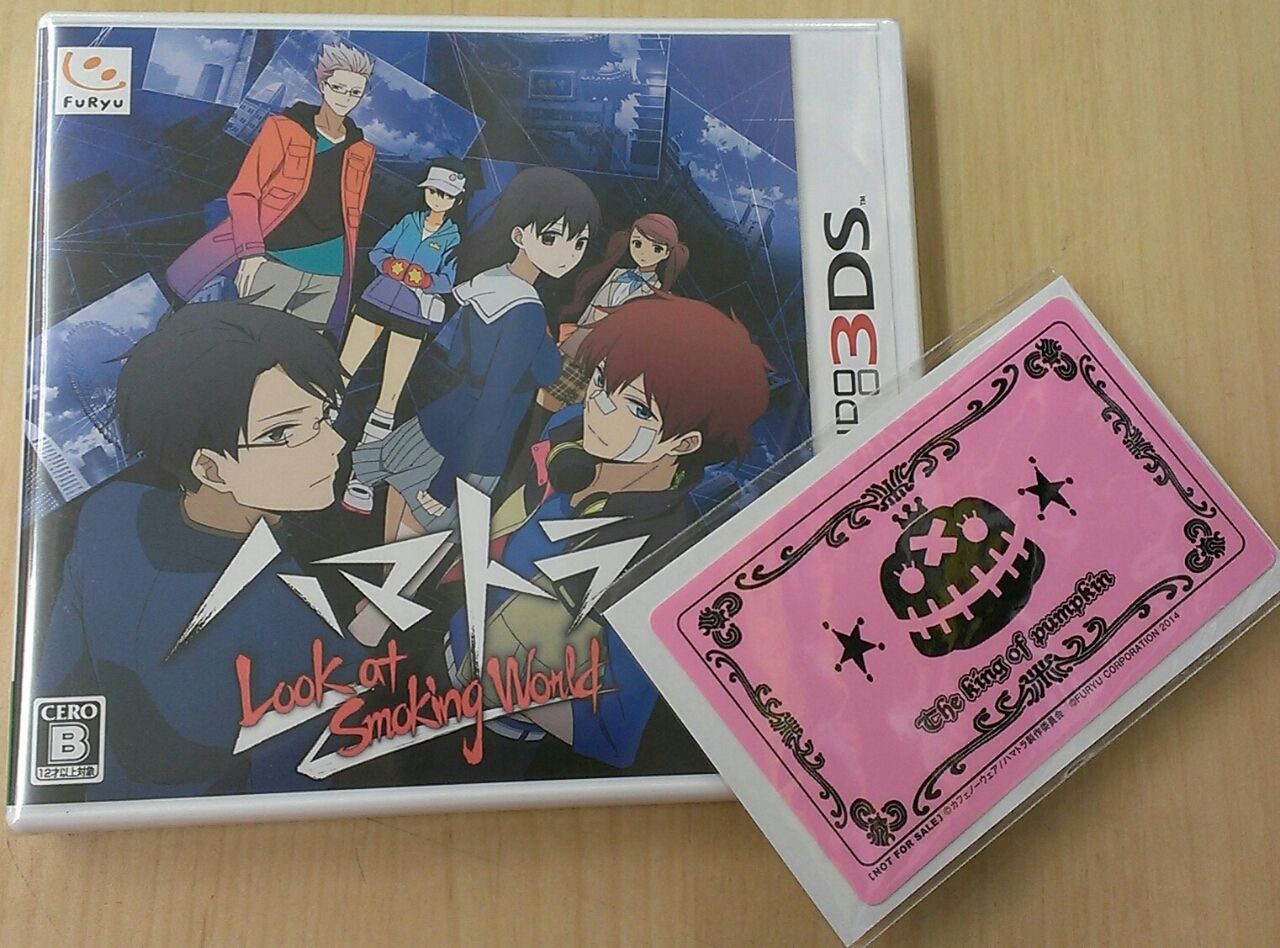 FURYU
ハマトラ
Look at
Smoking World
CERO
B
12才以上対象
3DS
TM
The king of pumpkin
[NOT FOR SALE] ©カフェノーウェア/ハマトラ製作委員会 ©FURYU CORPORATION 2014